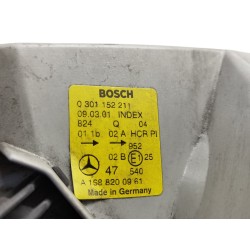 BOSCH
0 301 152 211
09.03.01 INDEX
824 Q 04
01 1b 02 A HCR PI
952
02 B E1 25
47 540
A 168 820 09 61
Made in Germany